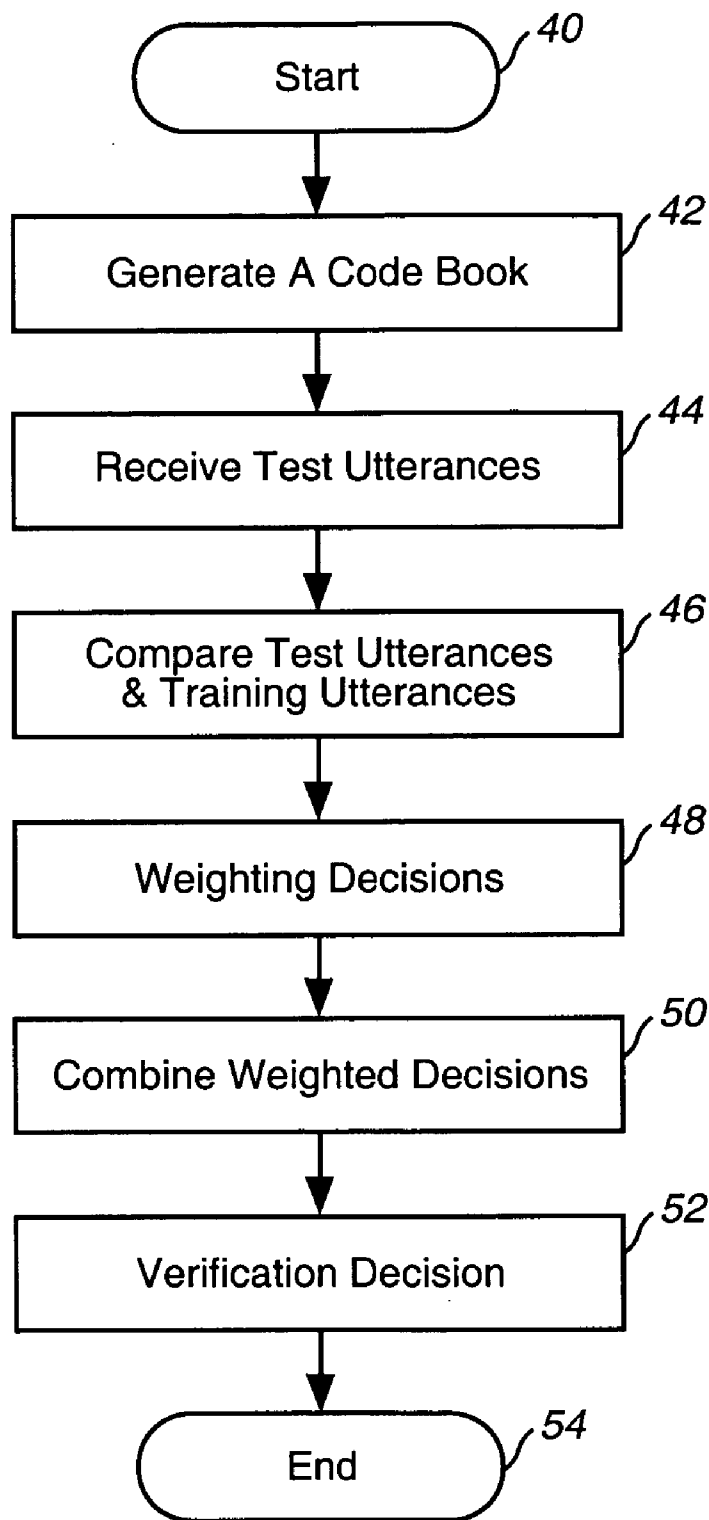 40
Start
42
Generate A Code Book
44
Receive Test Utterances
46
Compare Test Utterances
& Training Utterances
48
Weighting Decisions
50
Combine Weighted Decisions
52
Verification Decision
54
End